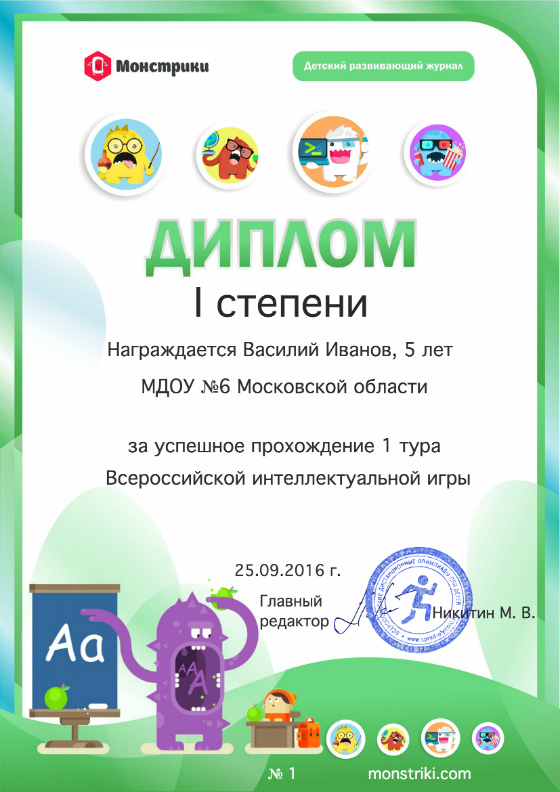 Монстрики
Детский развивающий журнал
ДИПЛОМ
I степени
Награждается Василий Иванов, 5 лет
МДОУ №6 Московской области
за успешное прохождение 1 тура
Всероссийской интеллектуальной игры
25.09.2016 г.
Главный
редактор
Никитин М. В.
Aa
AAA
№ 1
monstriki.com